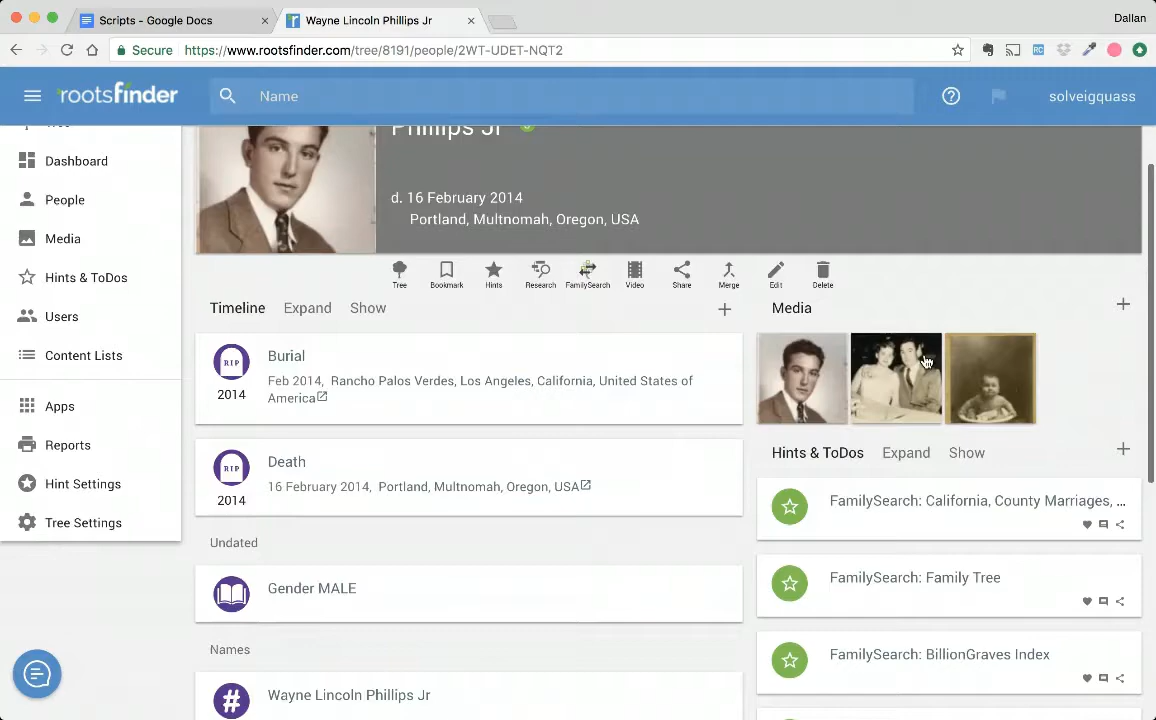 Scripts - Google Docs
Wayne Lincoln Phillips Jr
Dallan
Secure
https://www.rootsfinder.com/tree/8191/people/2WT-UDET-NQT2
rootsfinder
Name
solveigquass
Dashboard
People
Media
Hints & ToDos
Users
Content Lists
Apps
Reports
Hint Settings
Tree Settings
Phillips Jr
d. 16 February 2014
Portland, Multnomah, Oregon, USA
Tree
Bookmark
Hints
Research
FamilySearch
Video
Share
Merge
Edit
Delete
Timeline Expand Show
RIP
2014
Burial
Feb 2014, Rancho Palos Verdes, Los Angeles, California, United States of
America
RIP
2014
Death
16 February 2014, Portland, Multnomah, Oregon, USA
Undated
Gender MALE
Names
#
Wayne Lincoln Phillips Jr
Media
Hints & ToDos Expand Show
FamilySearch: California, County Marriages, ...
FamilySearch: Family Tree
FamilySearch: BillionGraves Index